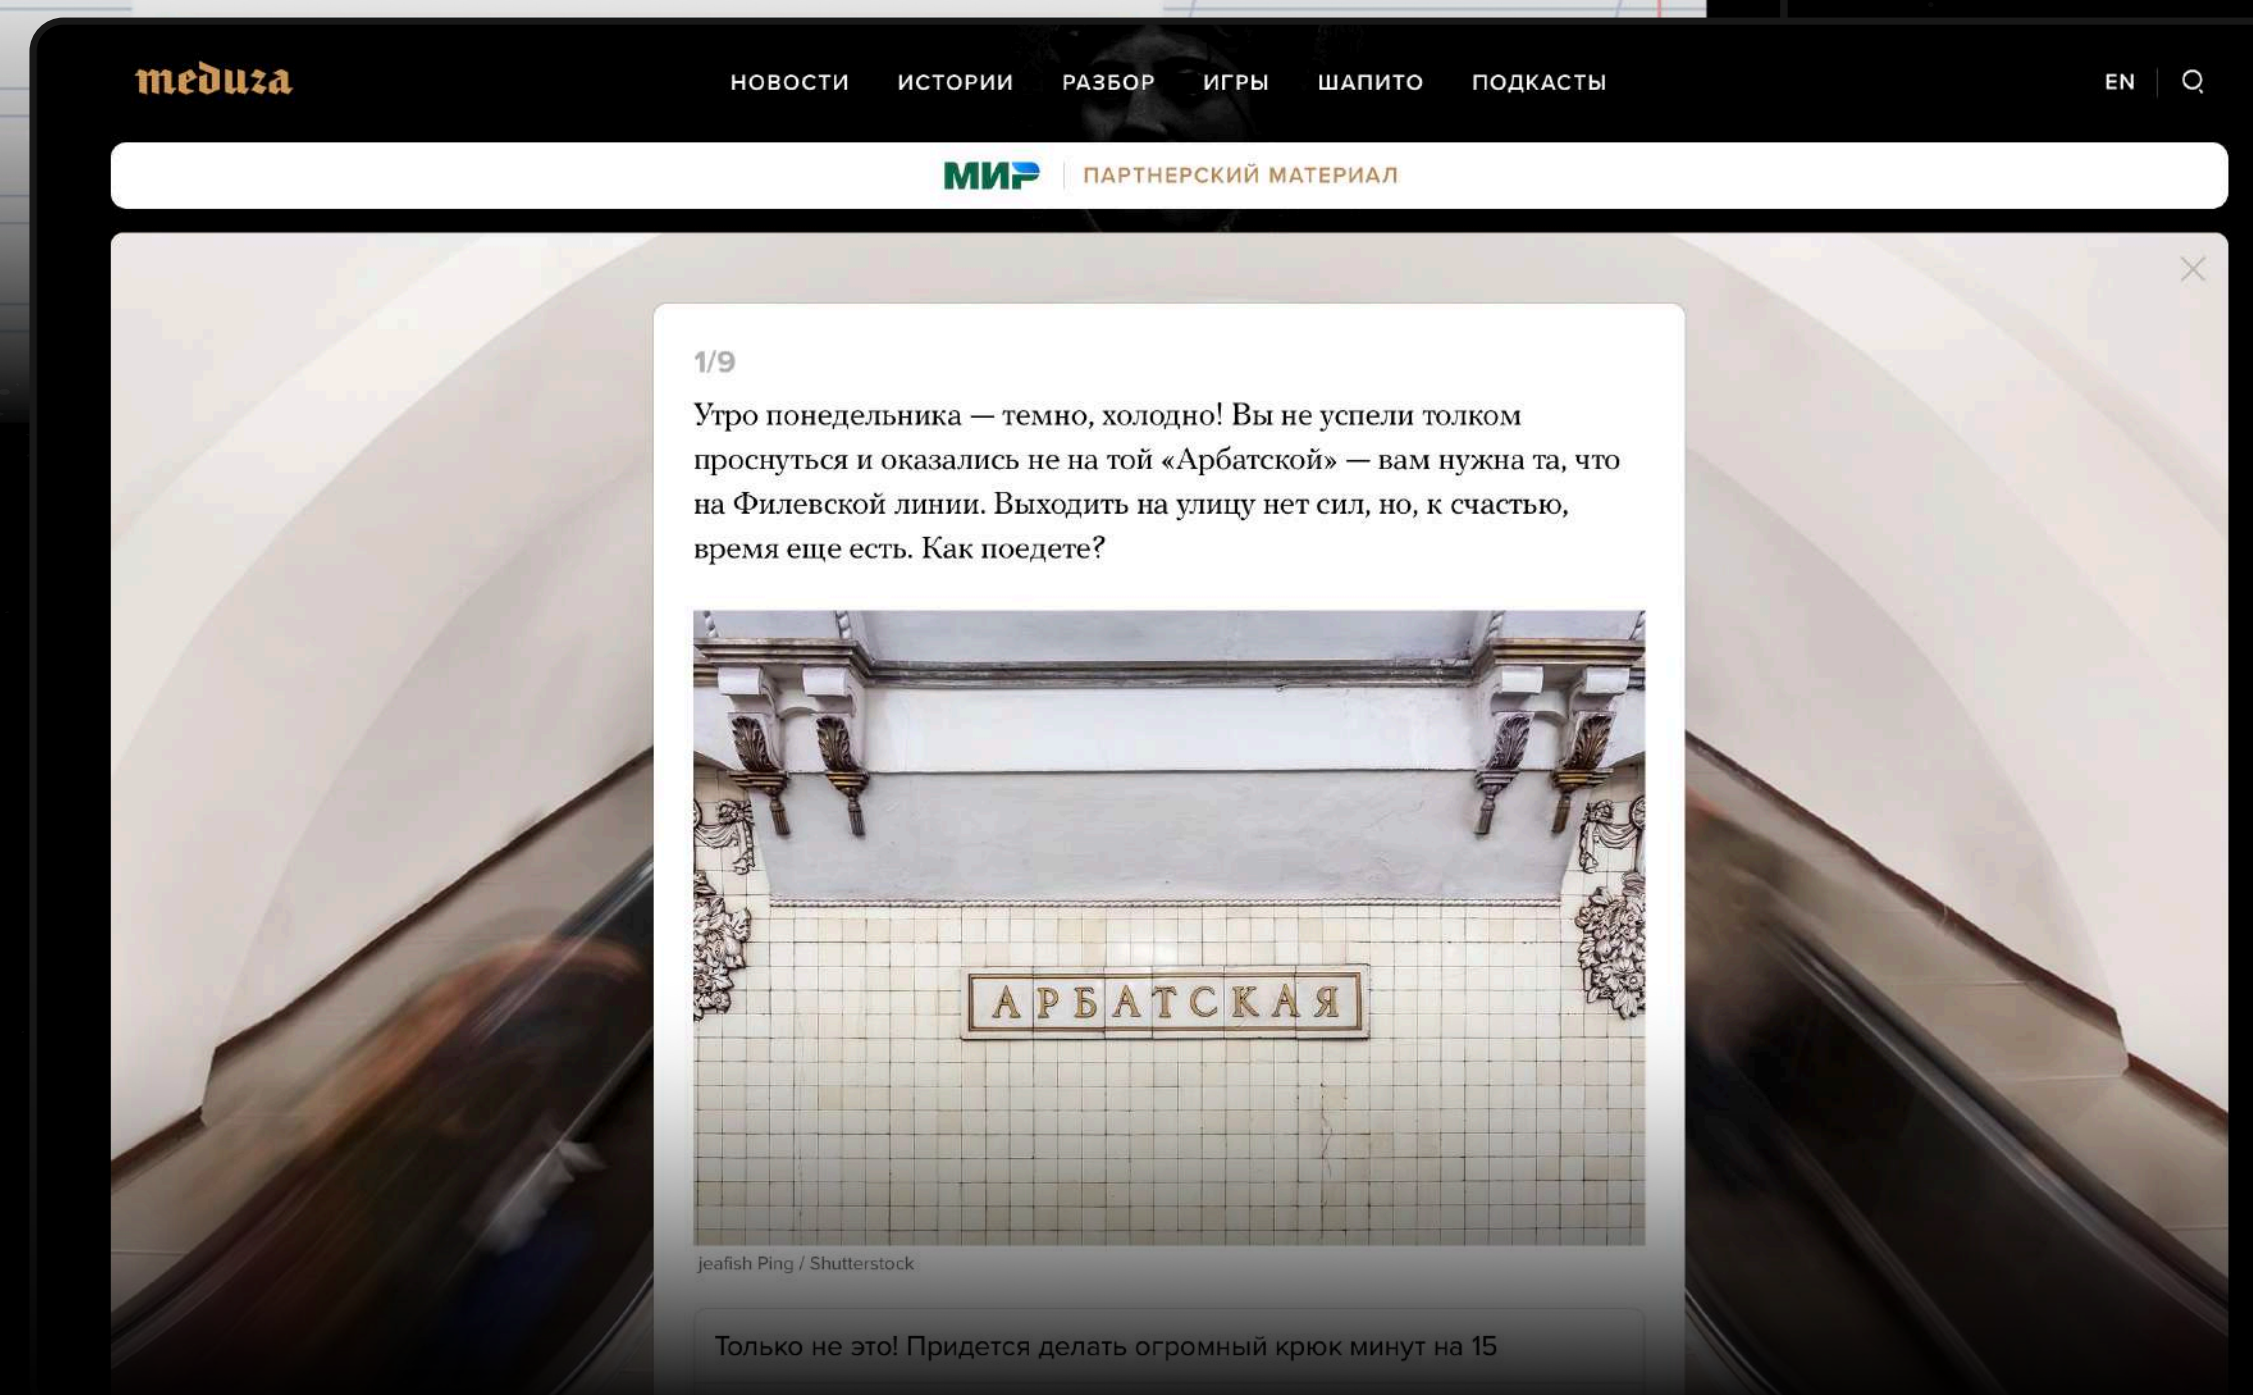 meduza
НОВОСТИ ИСТОРИИ РАЗБОР ИГРЫ ШАПИТО ПОДКАСТЫ
EN
МИР ПАРТНЕРСКИЙ МАТЕРИАЛ
1/9
Утро понедельника — темно, холодно! Вы не успели толком
проснуться и оказались не на той «Арбатской» — вам нужна та, что
на Филевской линии. Выходить на улицу нет сил, но, к счастью,
время еще есть. Как поедете?
АРБАТСКАЯ
jeafish Ping / Shutterstock
Только не это! Придется делать огромный крюк минут на 15